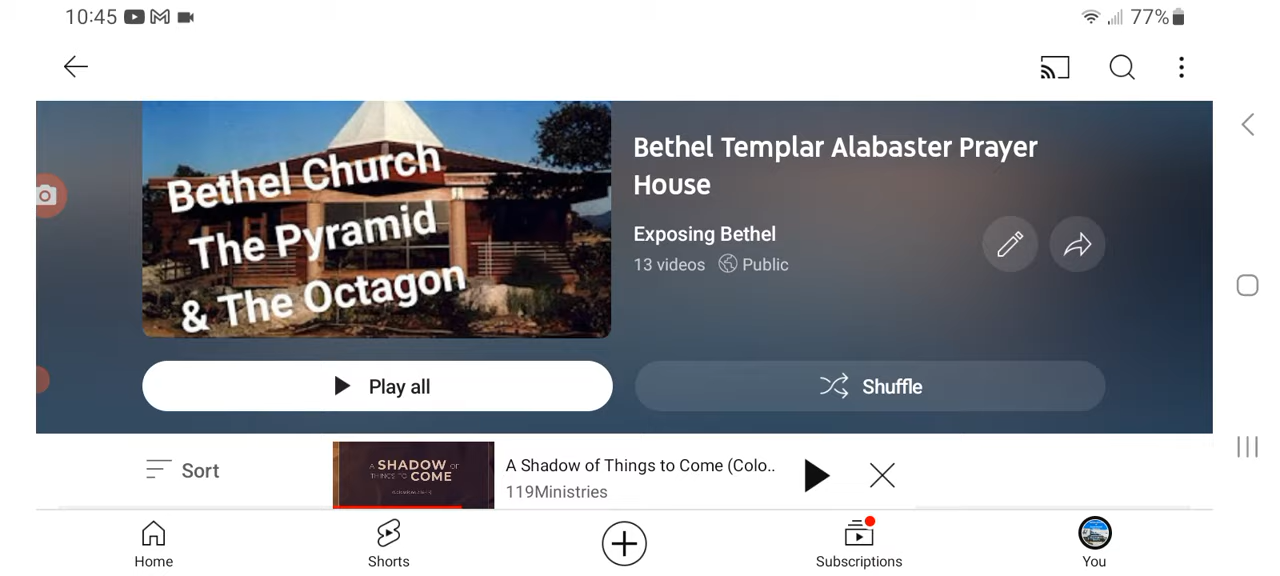 10:45
77%
Bethel Church
The Pyramid
& The Octagon
Bethel Templar Alabaster Prayer
House
Exposing Bethel
13 videos
Public
Play all
Shuffle
Sort
A SHADOW OF
THINGS TO COME
A Shadow of Things to Come (Colo..
119Ministries
Home
Shorts
Subscriptions
You